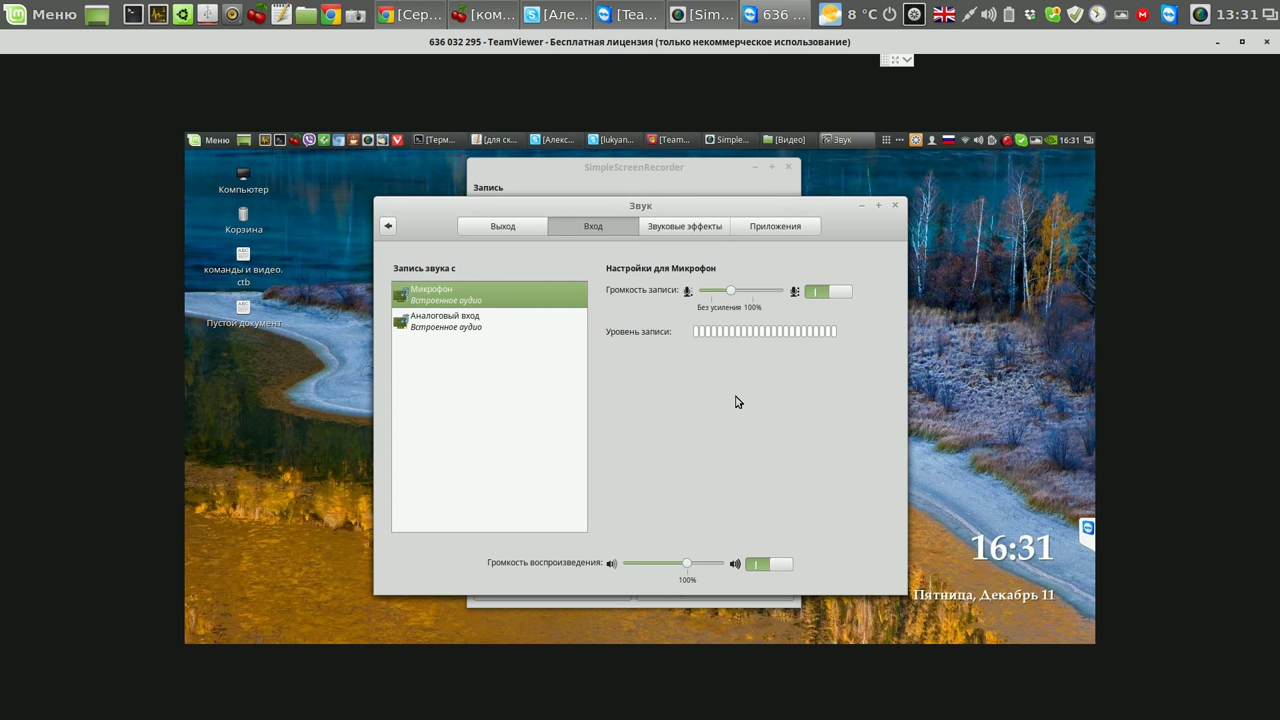 Меню
[Сер...
[ком...
[Але...
[Tea...
[Sim...
636 ...
8 °C
13:31
636 032 295 - TeamViewer - Бесплатная лицензия (только некоммерческое использование)
Меню
[Терм...
[для ск...
[Алекс...
[lukyan...
[Team...
Simple...
[Видео]
Звук
16:31
Компьютер
Корзина
команды и видео.
ctb
Пустой документ
SimpleScreenRecorder
Запись
Звук
Выход
Вход
Звуковые эффекты
Приложения
Запись звука с
Микрофон
Встроенное аудио
Аналоговый вход
Встроенное аудио
Настройки для Микрофон
Громкость записи:
Без усиления 100%
Уровень записи:
Громкость воспроизведения:
100%
16:31
Пятница, Декабрь 11